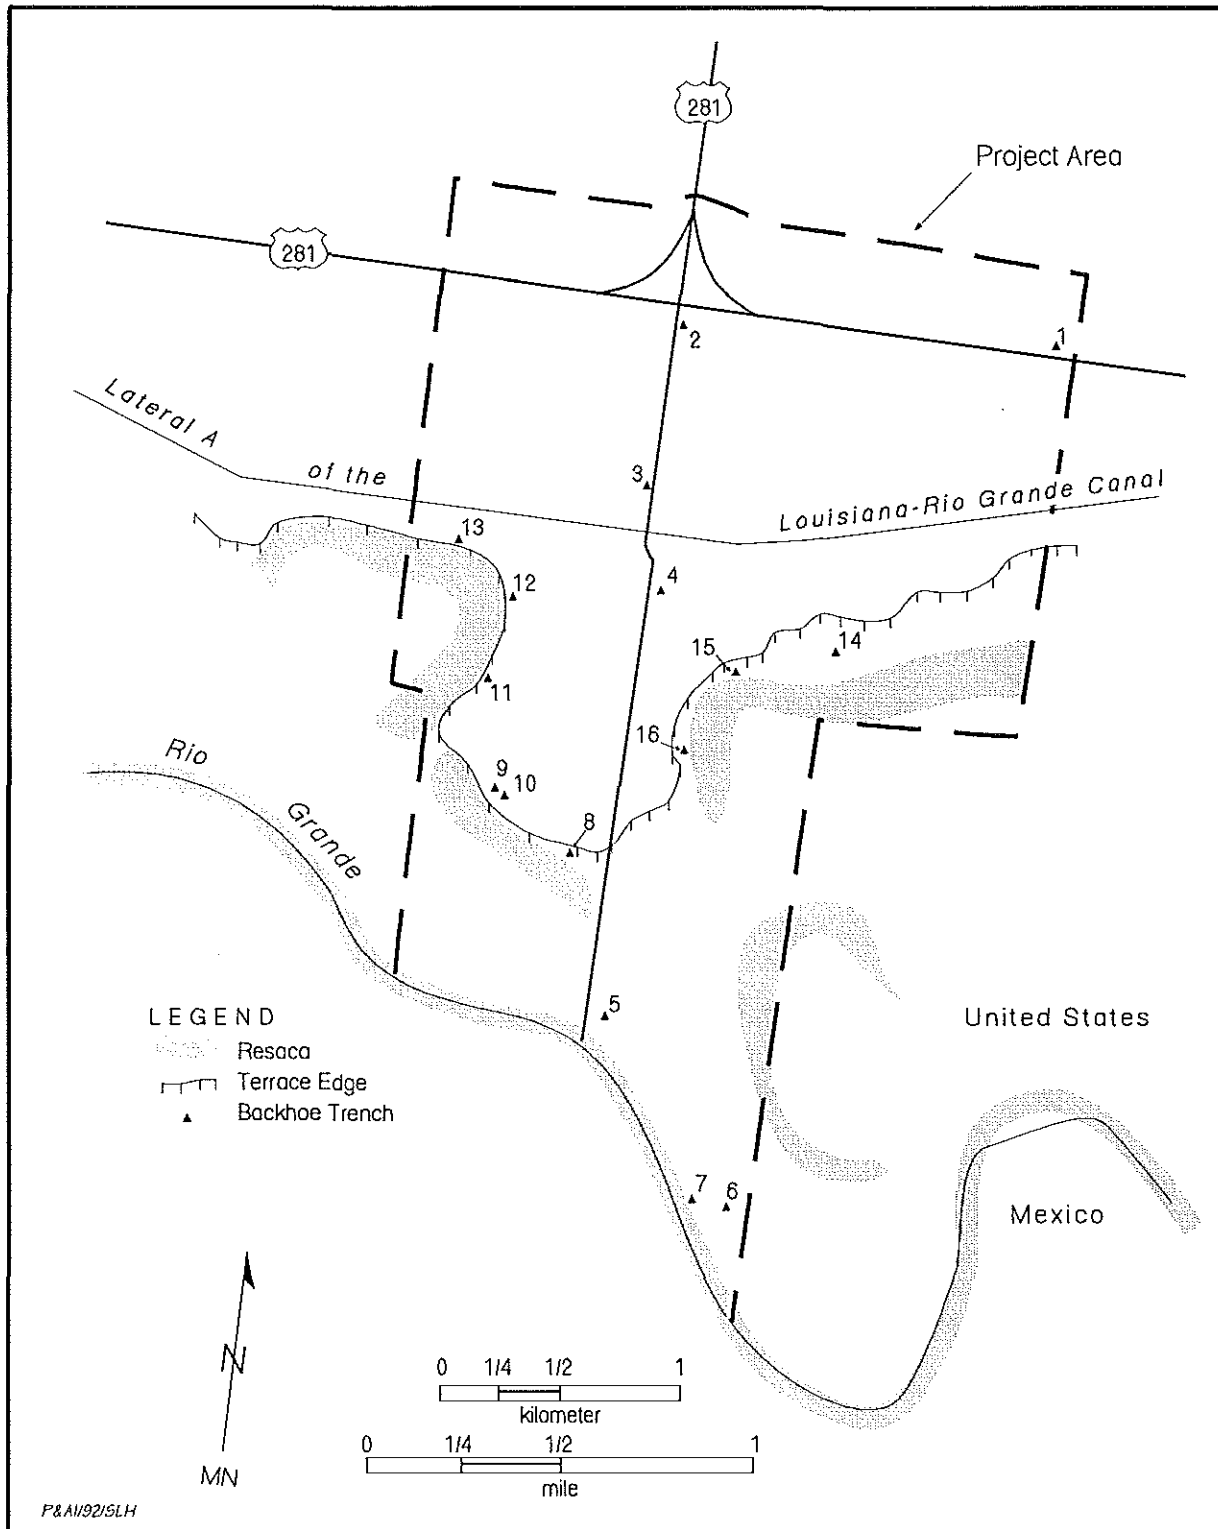 281
Project Area
281
1
2
Lateral A
of the
3
Louisiana-Rio Grande Canal
13
12
4
15
14
11
16
Rio
Grande
9
10
8
5
LEGEND
Resaca
Terrace Edge
Backhoe Trench
United States
7
6
Mexico
N
MN
0 1/4 1/2 1
kilometer
0 1/4 1/2 1
mile
P&AI/92/SLH